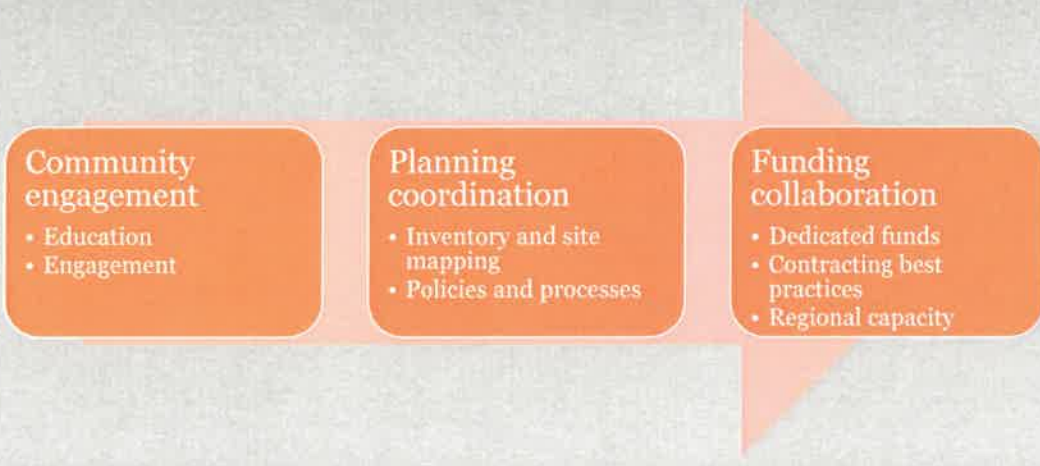 Community
engagement
• Education
• Engagement
Planning
coordination
• Inventory and site
mapping
• Policies and processes
Funding
collaboration
• Dedicated funds
• Contracting best
practices
• Regional capacity